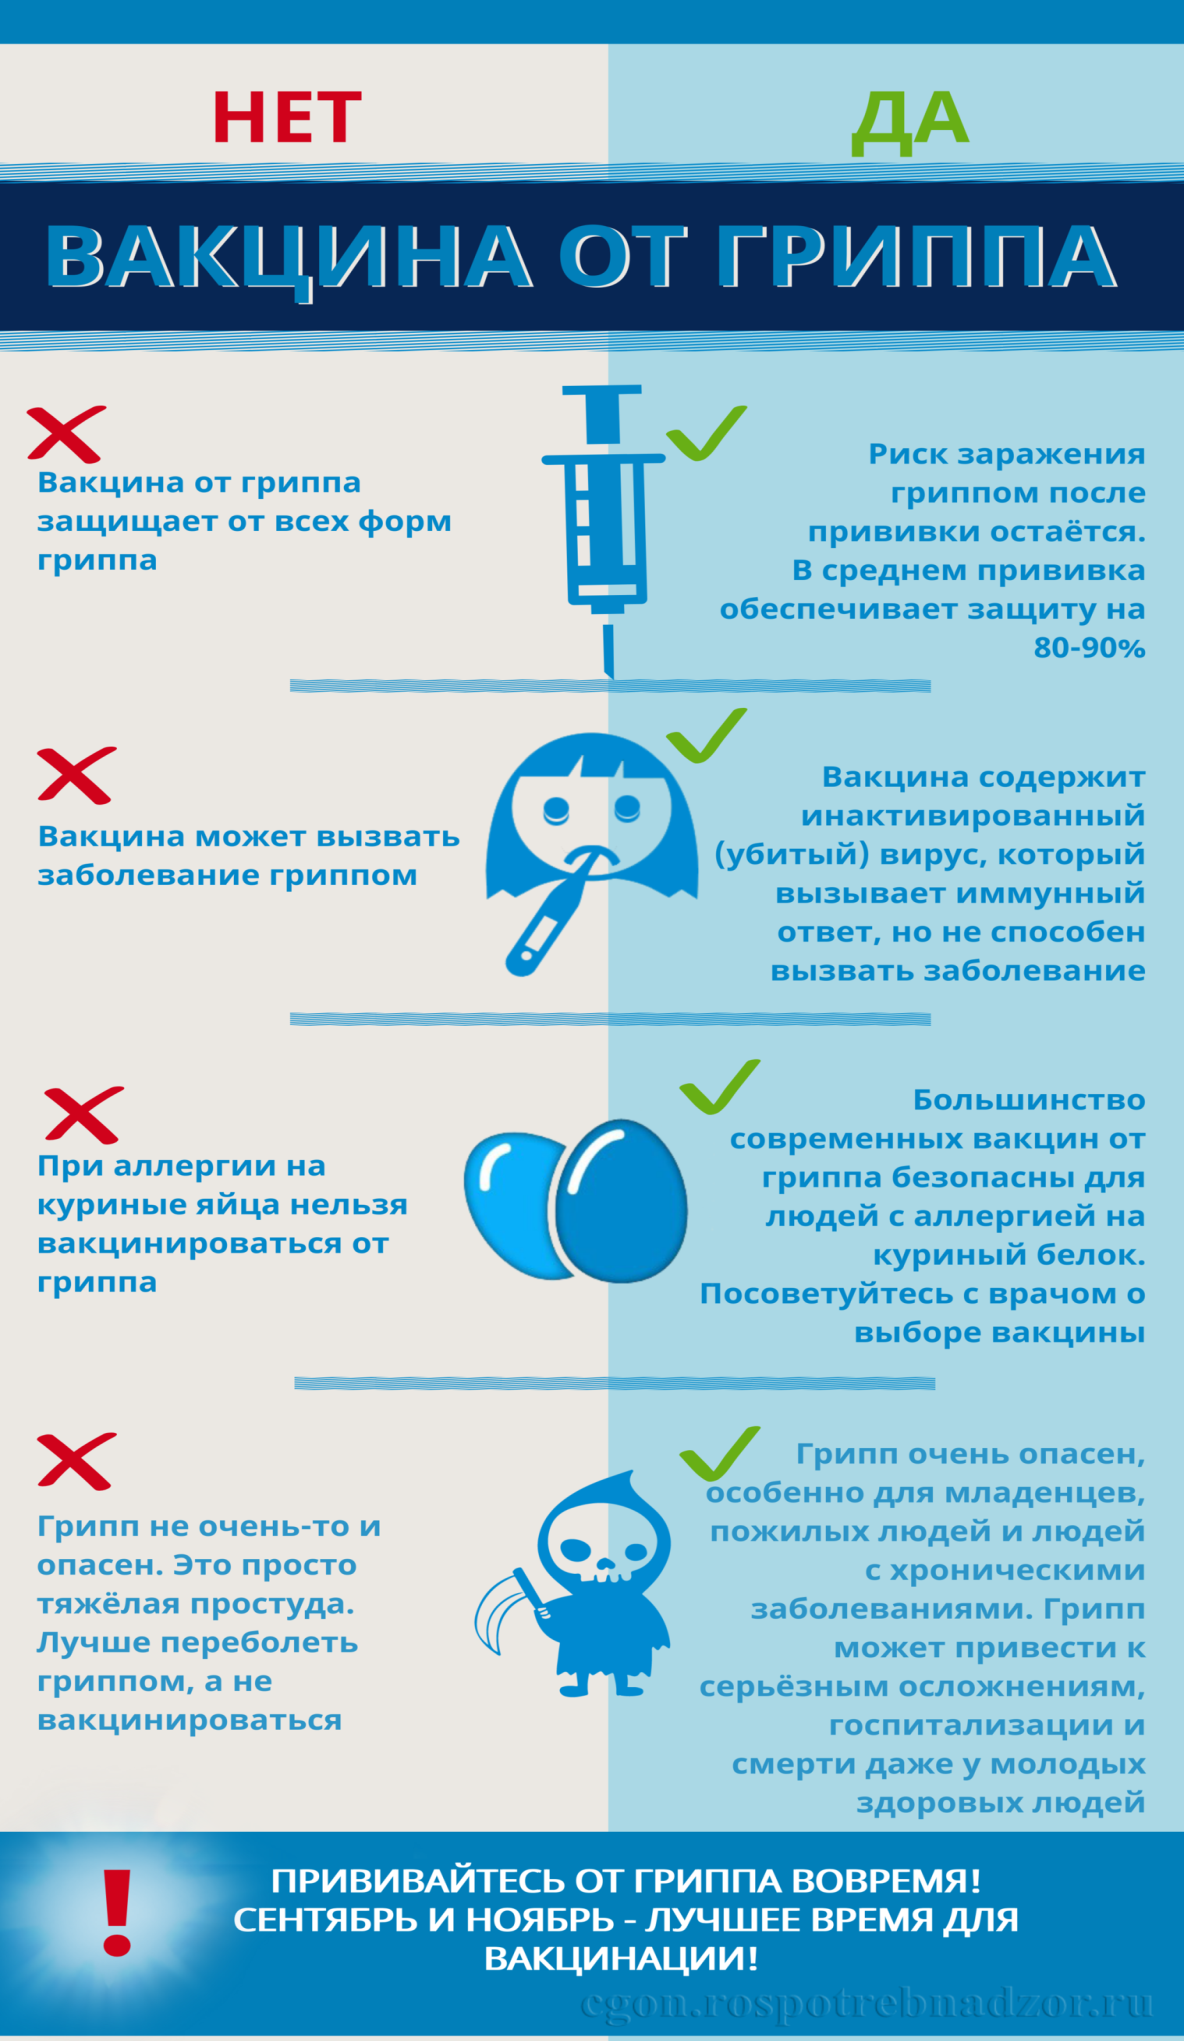 НЕТ
ДА
ВАКЦИНА ОТ ГРИППА
Вакцина от гриппа
защищает от всех форм
гриппа
Риск заражения
гриппом после
прививки остаётся.
В среднем прививка
обеспечивает защиту на
80-90%
Вакцина может вызвать
заболевание гриппом
Вакцина содержит
инактивированный
(убитый) вирус, который
вызывает иммунный
ответ, но не способен
вызвать заболевание
При аллергии на
куриные яйца нельзя
вакцинироваться от
гриппа
Большинство
современных вакцин от
гриппа безопасны для
людей с аллергией на
куриный белок.
Посоветуйтесь с врачом о
выборе вакцины
Грипп не очень-то и
опасен. Это просто
тяжёлая простуда.
Лучше переболеть
гриппом, а не
вакцинироваться
Грипп очень опасен,
особенно для младенцев,
пожилых людей и людей
с хроническими
заболеваниями. Грипп
может привести к
серьёзным осложнениям,
госпитализации и
смерти даже у молодых
здоровых людей
!
ПРИВИВАЙТЕСЬ ОТ ГРИППА ВОВРЕМЯ!
СЕНТЯБРЬ И НОЯБРЬ - ЛУЧШЕЕ ВРЕМЯ ДЛЯ
ВАКЦИНАЦИИ!
cgon.rospotrebnadzor.ru